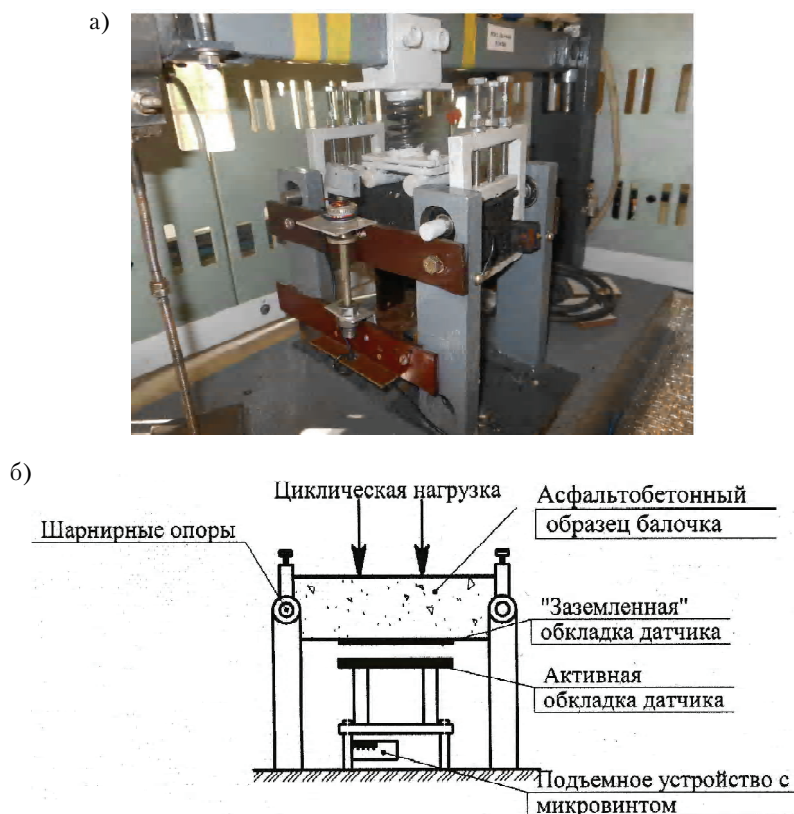 а)
б)
Циклическая нагрузка
Асфальтобетонный
образец балочка
Шарнирные опоры
"Заземленная"
обкладка датчика
Активная
обкладка датчика
Подъемное устройство с
микровинтом